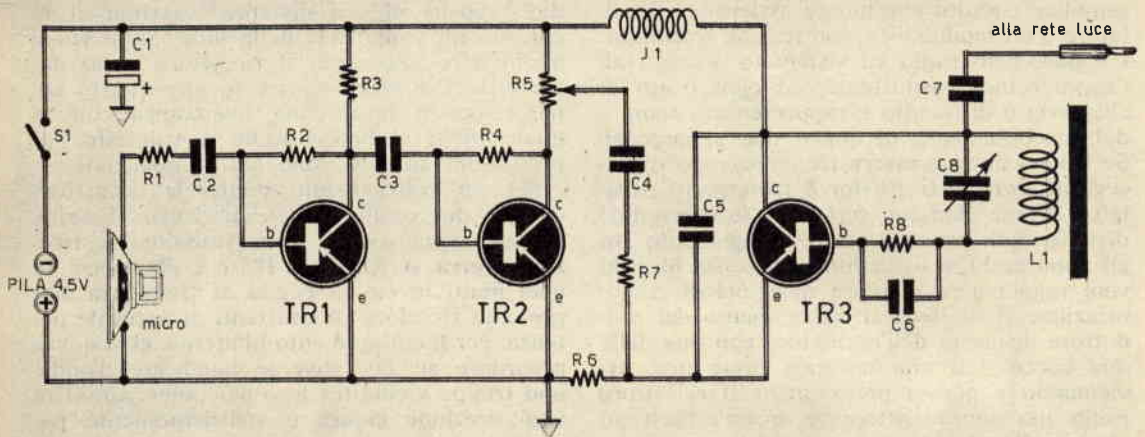 alla rete luce
C1
+
S1
R3
J1
R5
C7
R1
C2
R2
C3
R4
C4
C5
C8
R8
L1
c
b
e
TR1
c
b
e
TR2
R7
c
b
e
TR3
C6
PILA 4,5V
micro
R6